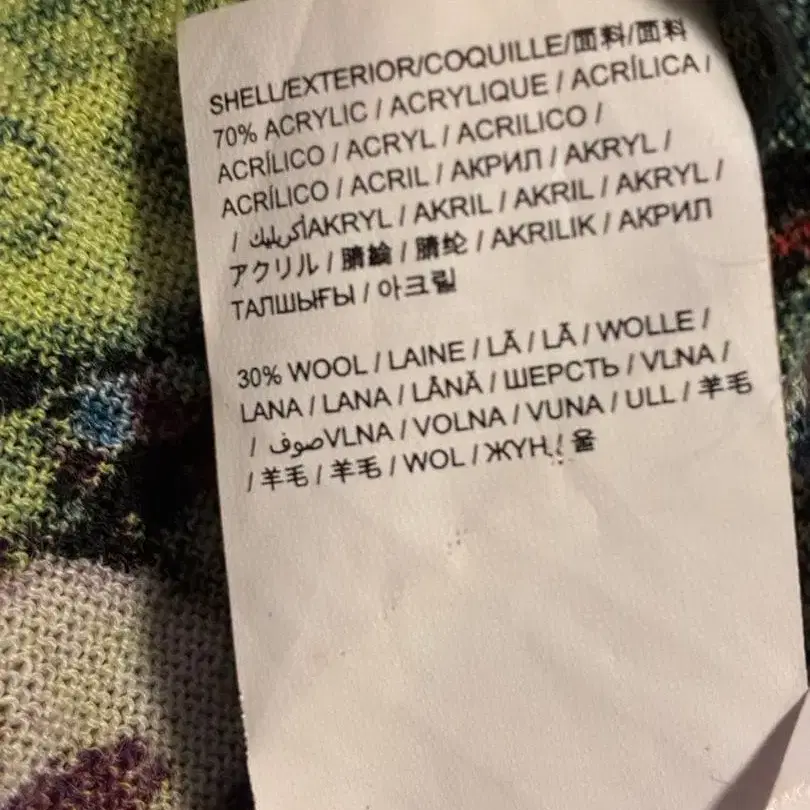 SHELL/EXTERIOR/COQUILLE/面料/面料
70% ACRYLIC / ACRYLIQUE / ACRÍLICA /
ACRÍLICO / ACRYL / ACRILICO /
ACRÍLICO / ACRIL / АКРИЛ / AKRYL /
/ أكريليك AKRYL / AKRIL / AKRIL / AKRYL /
アクリル / 腈綸 / 腈纶 / AKRILIK / АКРИЛ
ТАЛШЫҒЫ / 아크릴
30% WOOL / LAINE / LÃ / LÃ / WOLLE /
LANA / LANA / LÂNĂ / ШЕРСТЬ / VLNA /
/ صوف VLNA / VOLNA / VUNA / ULL / 羊毛
/ 羊毛 / 羊毛 / WOL / ЖҮН / 울